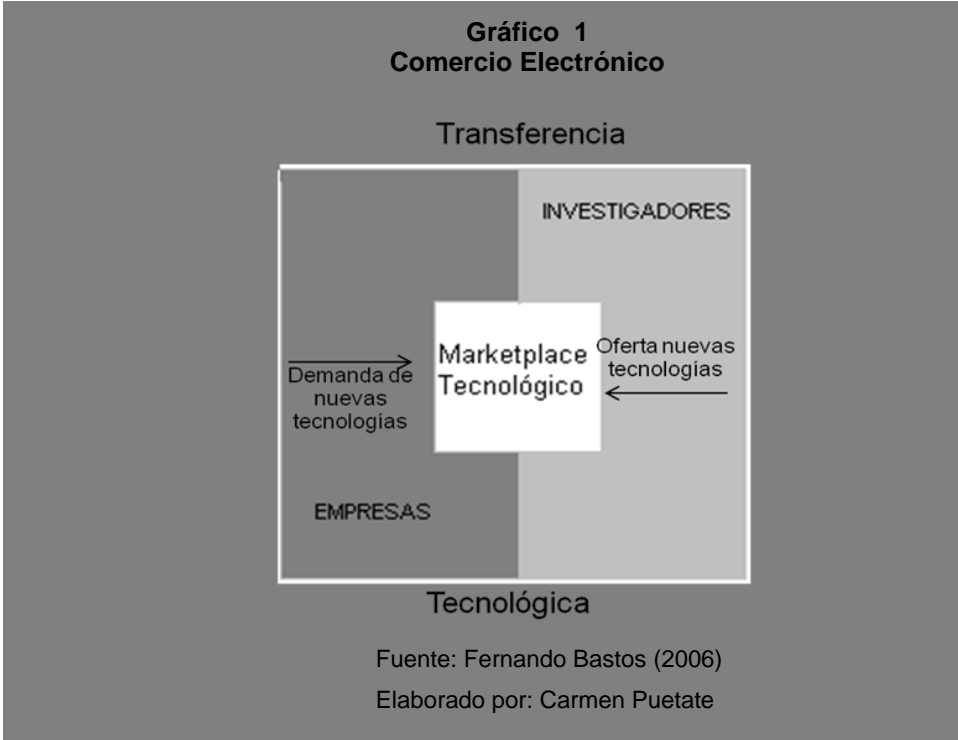 Gráfico 1
Comercio Electrónico
Transferencia
INVESTIGADORES
Marketplace
Tecnológico
Oferta nuevas
tecnologías
Demanda de
nuevas
tecnologías
EMPRESAS
Tecnológica
Fuente: Fernando Bastos (2006)
Elaborado por: Carmen Puetate